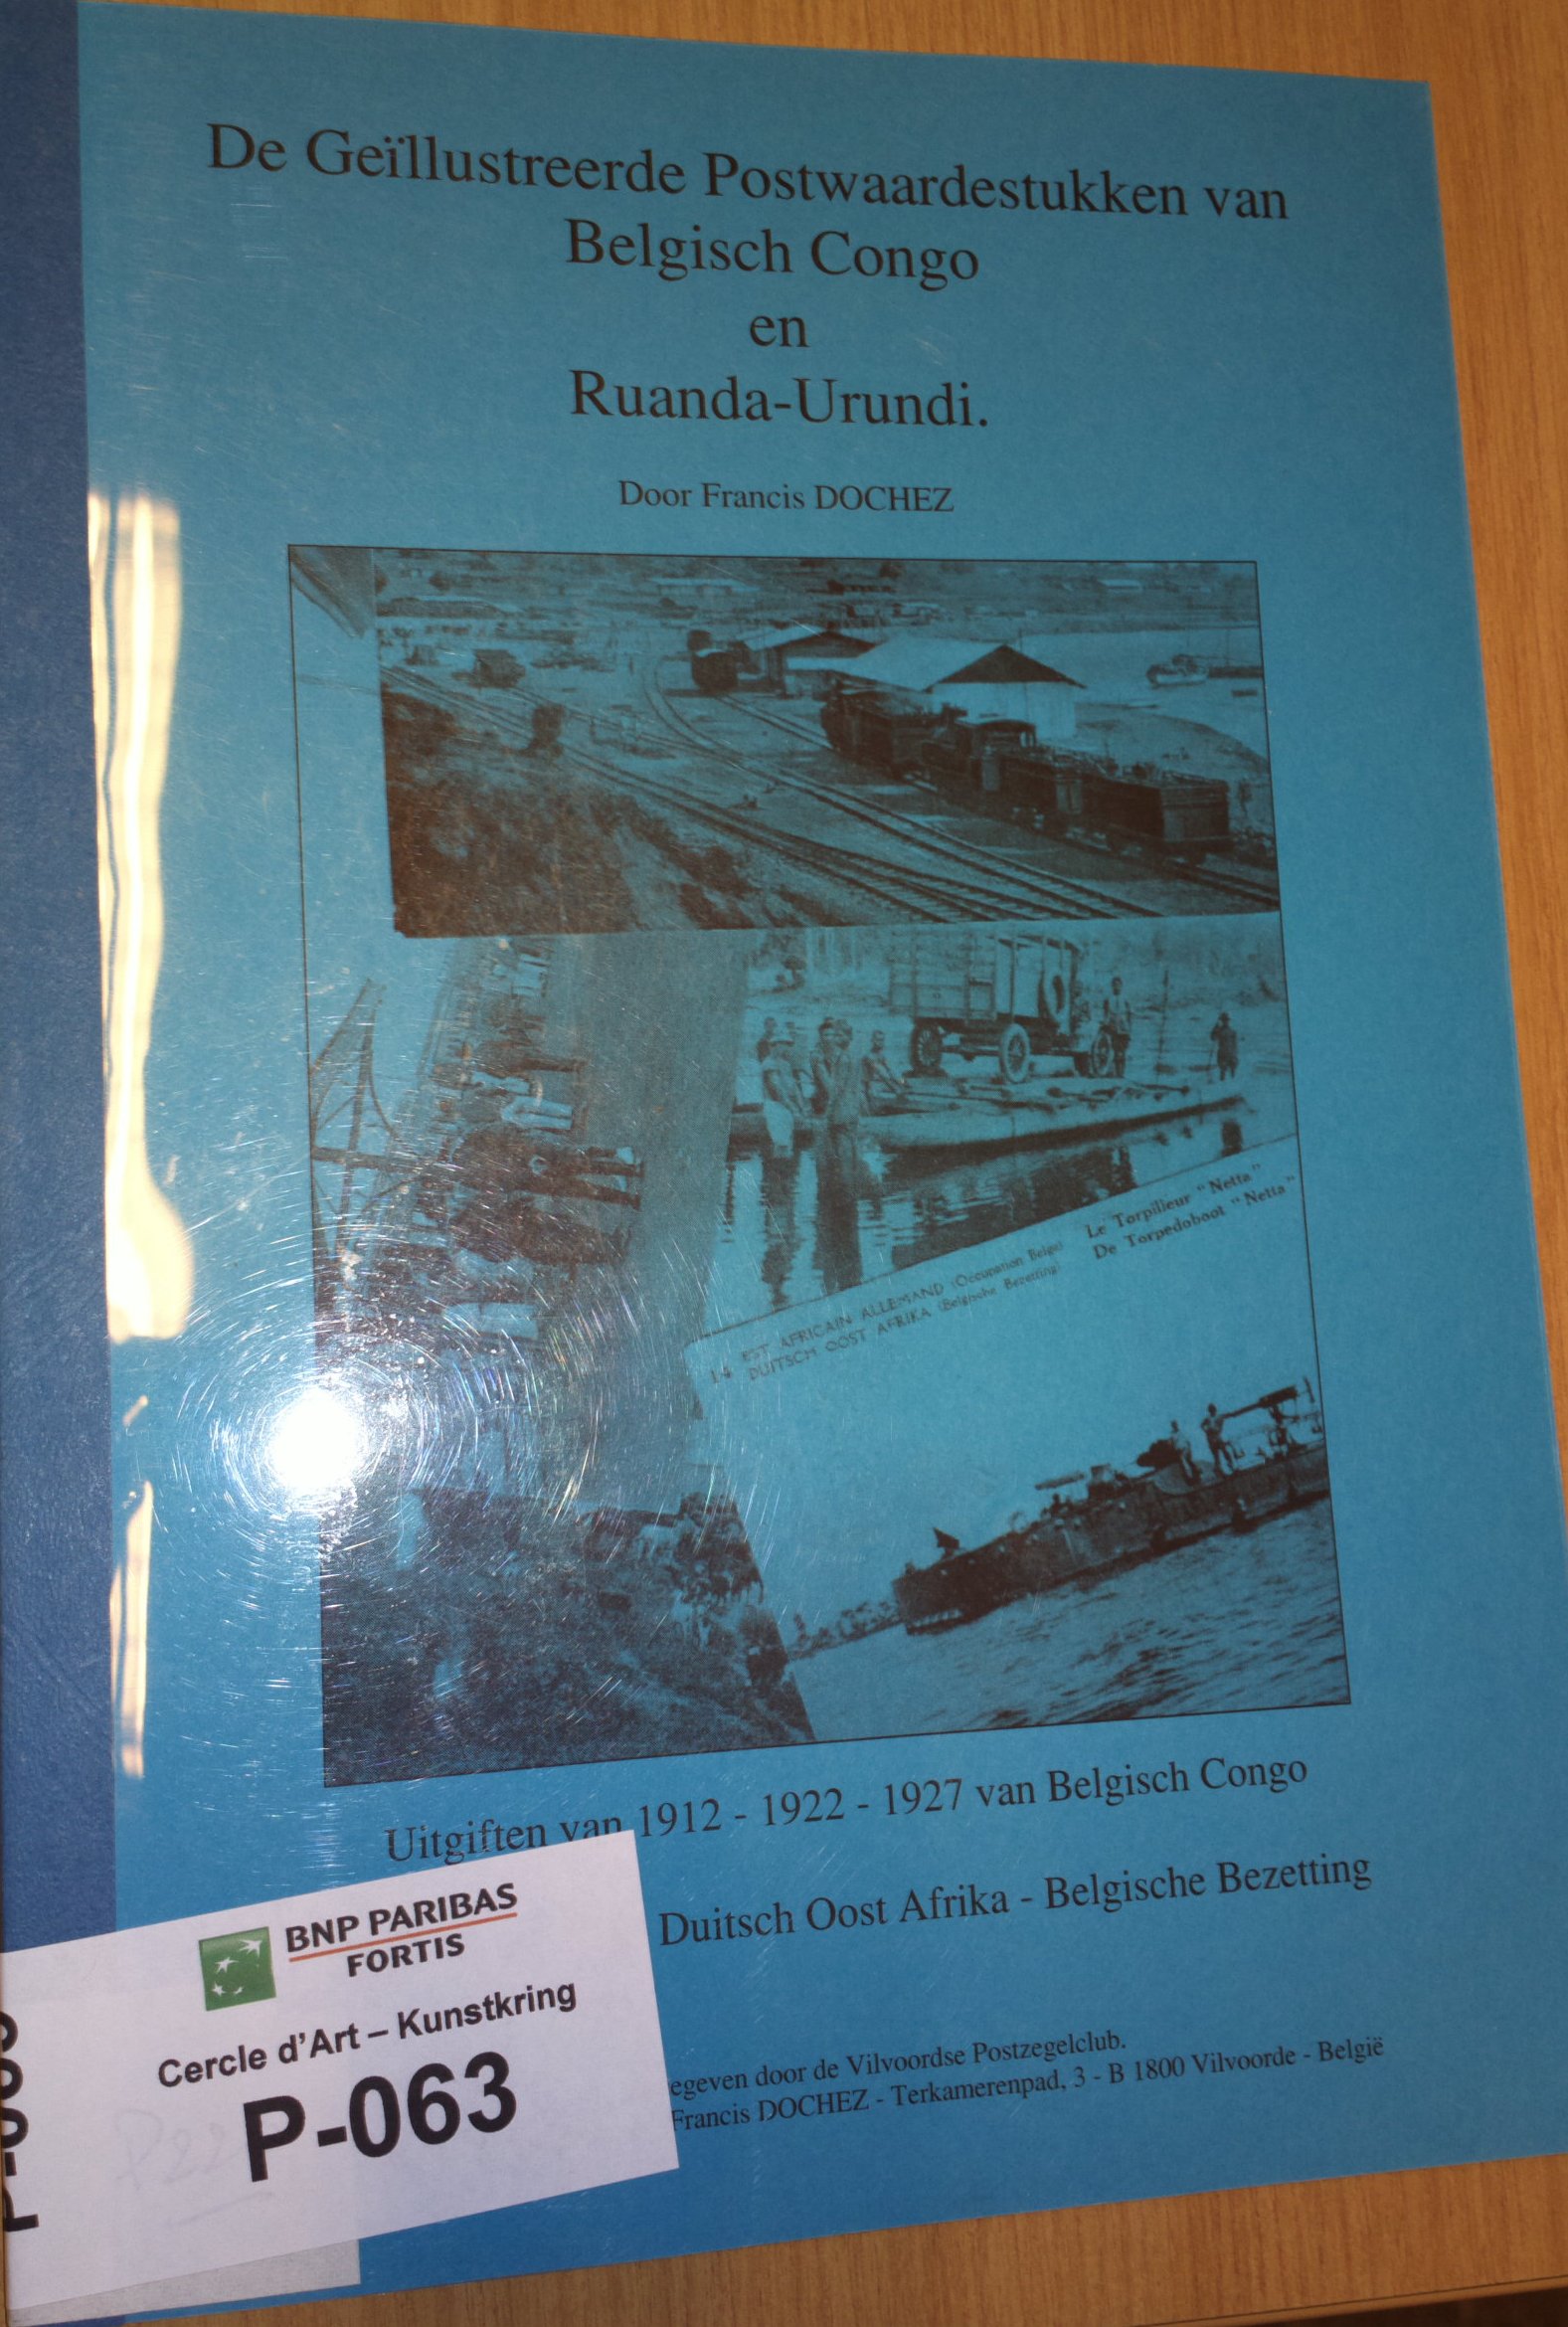 De Geïllustreerde Postwaardestukken van
Belgisch Congo
en
Ruanda-Urundi.
Door Francis DOCHEZ
Le Torpilleur "Netta"
De Torpedoboot "Netta"
14 EST AFRICAIN ALLEMAND (Occupation Belge)
DUITSCH OOST AFRIKA (Belgische Bezetting)
Uitgiften van 1912 - 1922 - 1927 van Belgisch Congo
Duitsch Oost Afrika - Belgische Bezetting
egeven door de Vilvoordse Postzegelclub.
Francis DOCHEZ - Terkamerenpad, 3 - B 1800 Vilvoorde - België
BNP PARIBAS
FORTIS
Cercle d'Art – Kunstkring
P-063